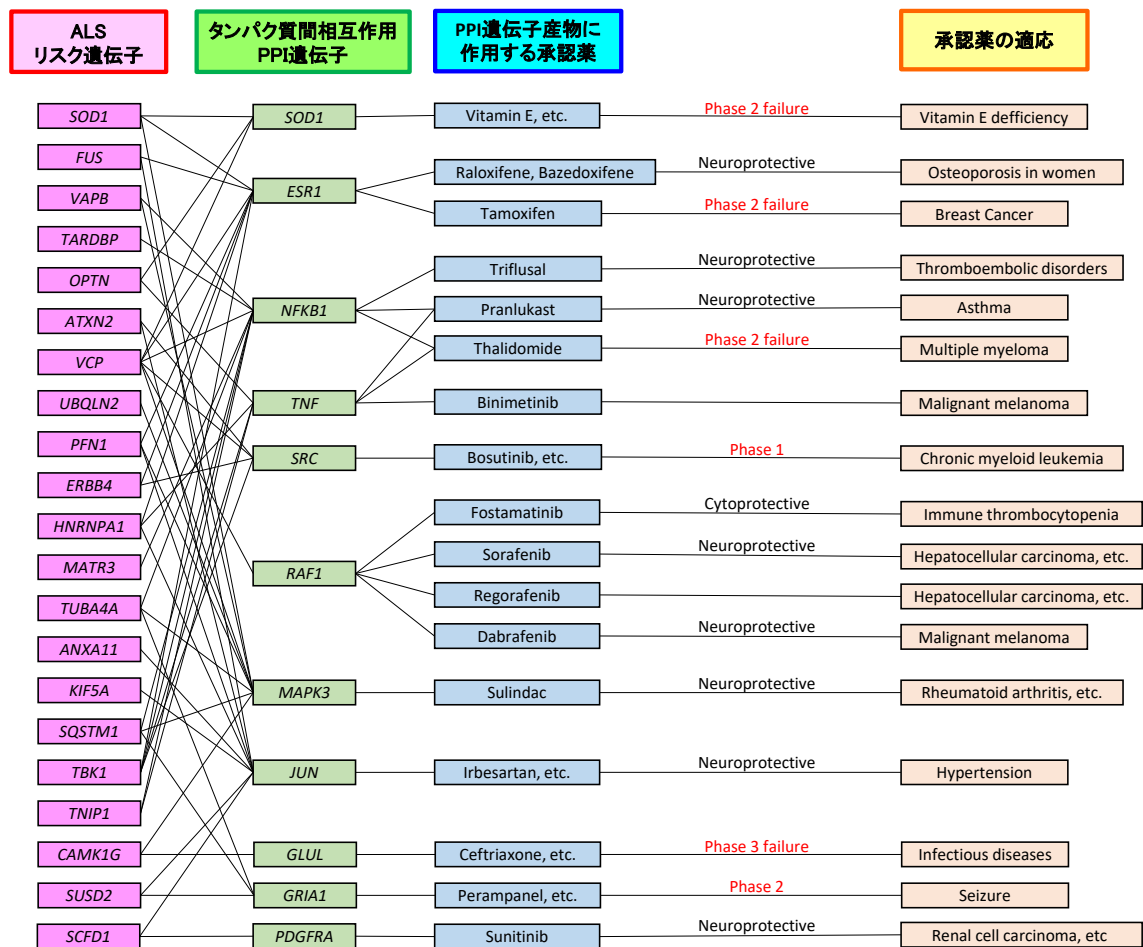 ALS
リスク遺伝子
タンパク質間相互作用
PPI遺伝子
PPI遺伝子産物に
作用する承認薬
承認薬の適応
SOD1
FUS
VAPB
TARDBP
OPTN
ATXN2
VCP
UBQLN2
PFN1
ERBB4
HNRNPA1
MATR3
TUBA4A
ANXA11
KIF5A
SQSTM1
TBK1
TNIP1
CAMK1G
SUSD2
SCFD1
SOD1
ESR1
NFKB1
TNF
SRC
RAF1
MAPK3
JUN
GLUL
GRIA1
PDGFRA
Vitamin E, etc.
Raloxifene, Bazedoxifene
Tamoxifen
Triflusal
Pranlukast
Thalidomide
Binimetinib
Bosutinib, etc.
Fostamatinib
Sorafenib
Regorafenib
Dabrafenib
Sulindac
Irbesartan, etc.
Ceftriaxone, etc.
Perampanel, etc.
Sunitinib
Phase 2 failure
Neuroprotective
Phase 2 failure
Neuroprotective
Neuroprotective
Phase 2 failure
Phase 1
Cytoprotective
Neuroprotective
Neuroprotective
Neuroprotective
Neuroprotective
Phase 3 failure
Phase 2
Neuroprotective
Vitamin E defficiency
Osteoporosis in women
Breast Cancer
Thromboembolic disorders
Asthma
Multiple myeloma
Malignant melanoma
Chronic myeloid leukemia
Immune thrombocytopenia
Hepatocellular carcinoma, etc.
Hepatocellular carcinoma, etc.
Malignant melanoma
Rheumatoid arthritis, etc.
Hypertension
Infectious diseases
Seizure
Renal cell carcinoma, etc